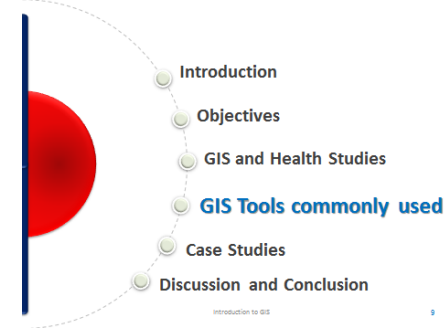 Introduction
Objectives
GIS and Health Studies
GIS Tools commonly used
Case Studies
Discussion and Conclusion
Introduction to GIS
9